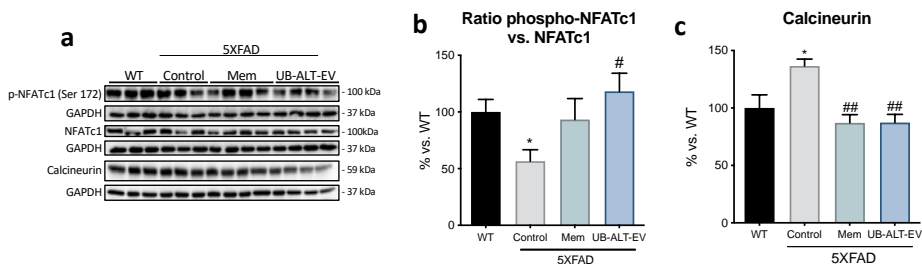 a
5XFAD
WT Control Mem UB-ALT-EV
p-NFATc1 (Ser 172) - 100 kDa
GAPDH - 37 kDa
NFATc1 - 100kDa
GAPDH - 37 kDa
Calcineurin - 59 kDa
GAPDH - 37 kDa
b
Ratio phospho-NFATc1
vs. NFATc1
% vs. WT
150
100
50
0
*
#
WT Control Mem UB-ALT-EV
5XFAD
c
Calcineurin
% vs. WT
150
100
50
0
*
##
##
WT Control Mem UB-ALT-EV
5XFAD